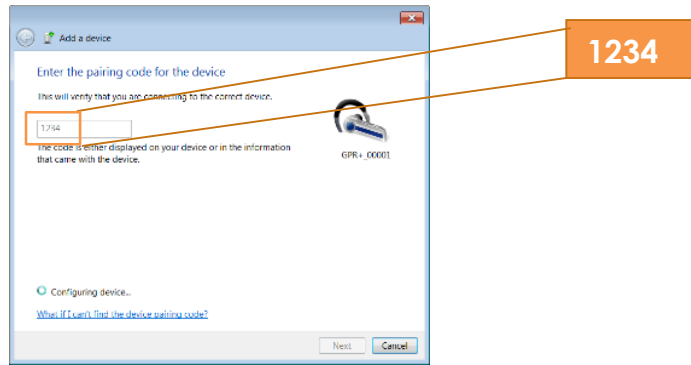 Add a device
Enter the pairing code for the device
This will verify that you are connecting to the correct device.
1234
1234
The code is either displayed on your device or in the information
that came with the device.
GPR+_00001
Configuring device...
What if I can't find the device pairing code?
Next
Cancel